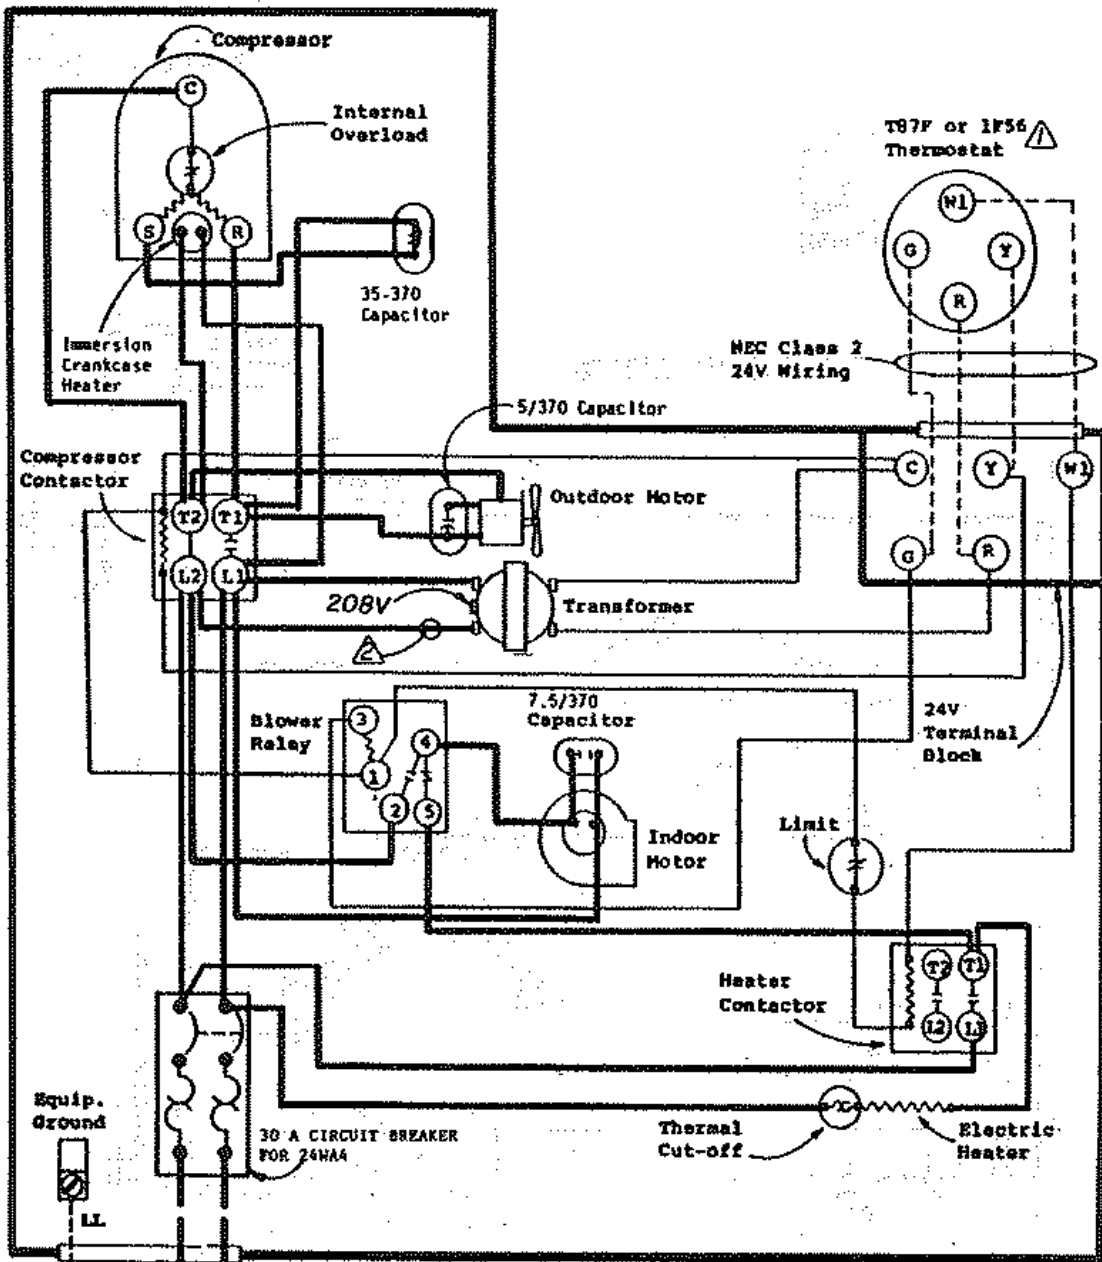 Compressor
C
Internal
Overload
S
R
35-370
Capacitor
Immersion
Crankcase
Heater
T87F or 1F56
1
Thermostat
W1
G
Y
R
NEC Class 2
24V Wiring
5/370 Capacitor
Compressor
Contactor
C
Y
W1
Outdoor Motor
T2
T1
G
R
L2
L1
208V
Transformer
2
7.5/370
Capacitor
24V
Terminal
Block
Blower
Relay
3
4
1
2
5
Indoor
Motor
Limit
Heater
Contactor
T2
T1
L2
L1
Equip.
Ground
30 A CIRCUIT BREAKER
FOR 24WA4
Thermal
Cut-off
Electric
Heater